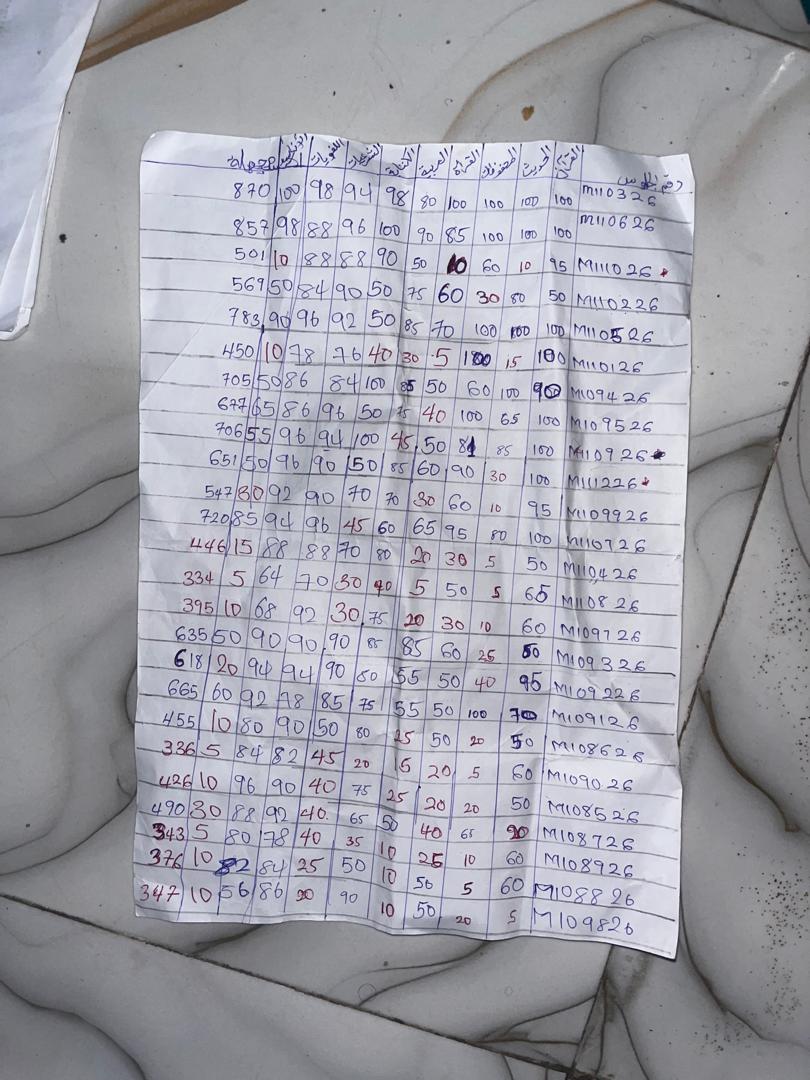 رقم الجلوس القرآن الحديث المحفوظات القراءة العربية الكتابة
M110326 100 100 100 100 80 98 94 98 100 870
M110626 100 100 100 85 90 100 96 88 98 857
M111026 95 10 60 10 50 90 88 88 10 501
M110226 50 80 30 60 75 50 90 84 50 569
M110526 100 100 100 70 85 50 92 96 90 783
M110126 100 15 100 5 30 40 76 78 10 450
M109426 90 100 60 50 85 100 84 86 50 705
M109526 100 65 100 40 75 50 96 86 65 677
M110926 100 85 81 50 45 100 94 96 55 706
M111226 100 30 90 60 85 50 90 96 50 651
M109926 95 10 60 30 70 70 90 92 30 547
M110726 100 80 95 65 60 45 96 94 85 720
M110426 50 5 30 20 80 70 88 88 15 446
M110826 65 5 50 5 40 30 70 64 5 334
M109726 60 10 30 20 75 30 92 68 10 395
M109326 50 25 60 85 85 90 90 90 50 635
M109226 95 40 50 55 80 90 94 94 20 618
M109126 70 100 50 55 75 85 78 92 60 665
M108626 50 20 50 25 80 50 90 80 10 455
M109026 60 5 20 5 20 45 82 84 5 336
M108526 50 20 20 25 75 40 90 96 10 426
M108726 20 65 40 50 65 40 92 88 30 490
M108926 60 10 25 10 35 40 78 80 5 343
M108826 60 5 50 10 50 25 84 82 10 376
M109826 5 20 50 10 90 20 86 56 10 347